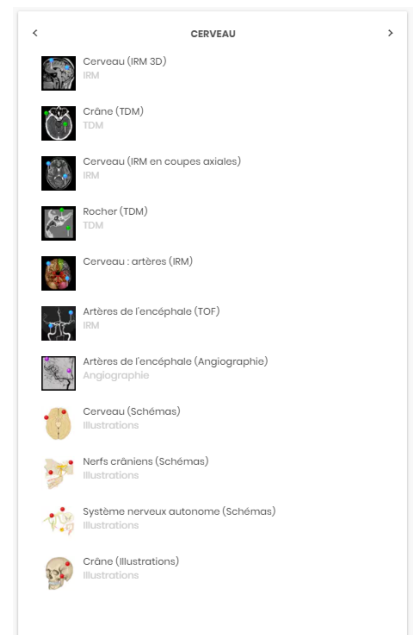 CERVEAU
Cerveau (IRM 3D)
IRM
Crâne (TDM)
TDM
Cerveau (IRM en coupes axiales)
IRM
Rocher (TDM)
TDM
Cerveau : artères (IRM)
Artères de l'encéphale (TOF)
IRM
Artères de l'encéphale (Angiographie)
Angiographie
Cerveau (Schémas)
Illustrations
Nerfs crâniens (Schémas)
Illustrations
Système nerveux autonome (Schémas)
Illustrations
Crâne (Illustrations)
Illustrations